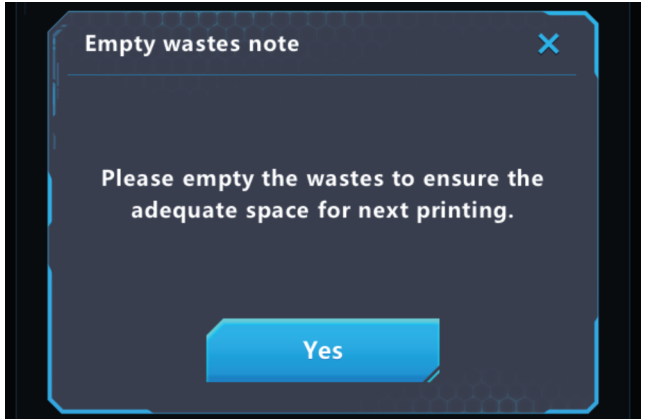 Empty wastes note
Please empty the wastes to ensure the
adequate space for next printing.
Yes